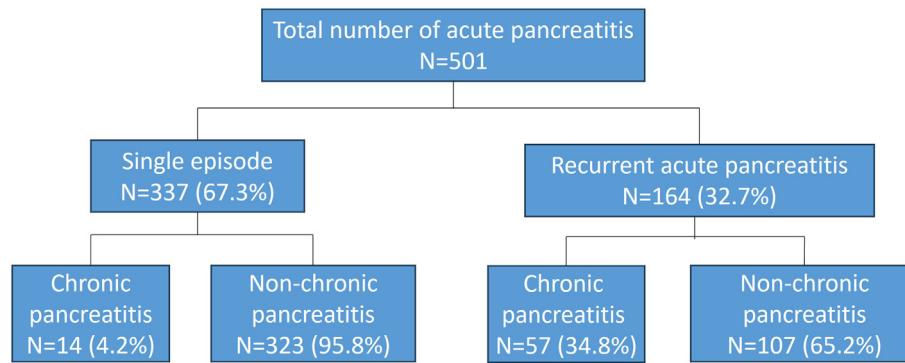 Total number of acute pancreatitis
N=501
Single episode
N=337 (67.3%)
Recurrent acute pancreatitis
N=164 (32.7%)
Chronic
pancreatitis
N=14 (4.2%)
Non-chronic
pancreatitis
N=323 (95.8%)
Chronic
pancreatitis
N=57 (34.8%)
Non-chronic
pancreatitis
N=107 (65.2%)